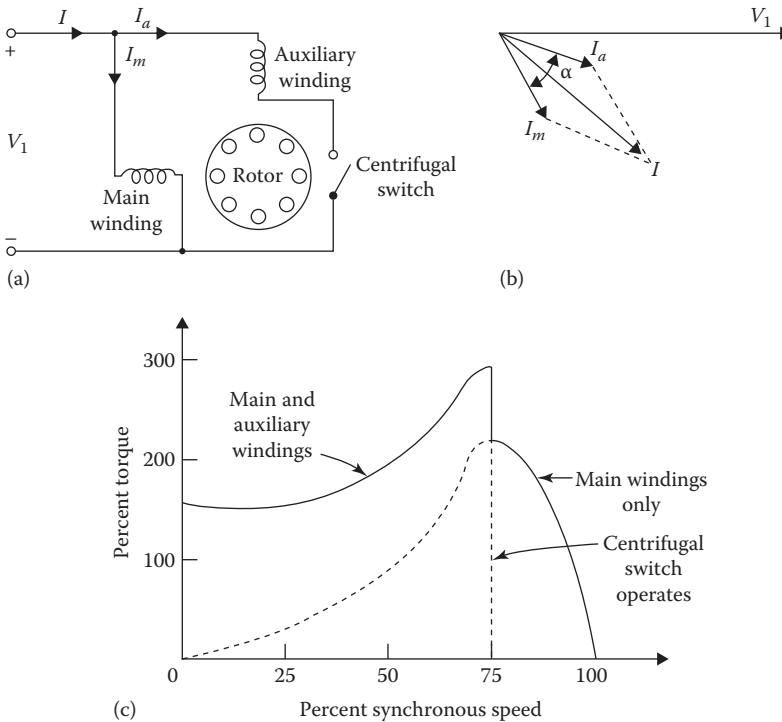 I
I_a
+
I_m
Auxiliary
winding
V_1
Rotor
Centrifugal
switch
Main
winding
–
(a)
V_1
I_a
α
I_m
I
(b)
300
200
100
Percent torque
Main and
auxiliary
windings
Main windings
only
Centrifugal
switch
operates
0
25
50
75
100
Percent synchronous speed
(c)